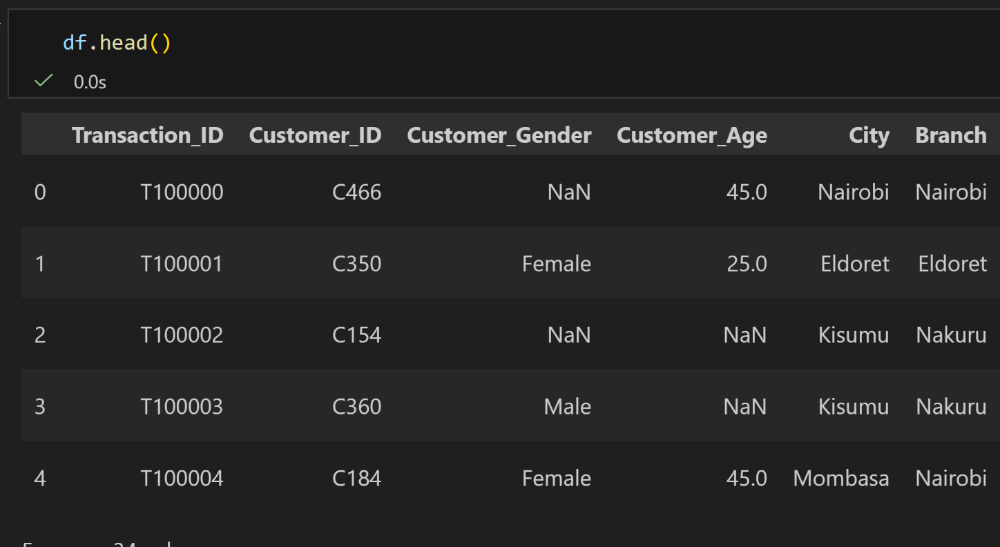 df.head()
0.0s
Transaction_ID Customer_ID Customer_Gender Customer_Age City Branch
0 T100000 C466 NaN 45.0 Nairobi Nairobi
1 T100001 C350 Female 25.0 Eldoret Eldoret
2 T100002 C154 NaN NaN Kisumu Nakuru
3 T100003 C360 Male NaN Kisumu Nakuru
4 T100004 C184 Female 45.0 Mombasa Nairobi